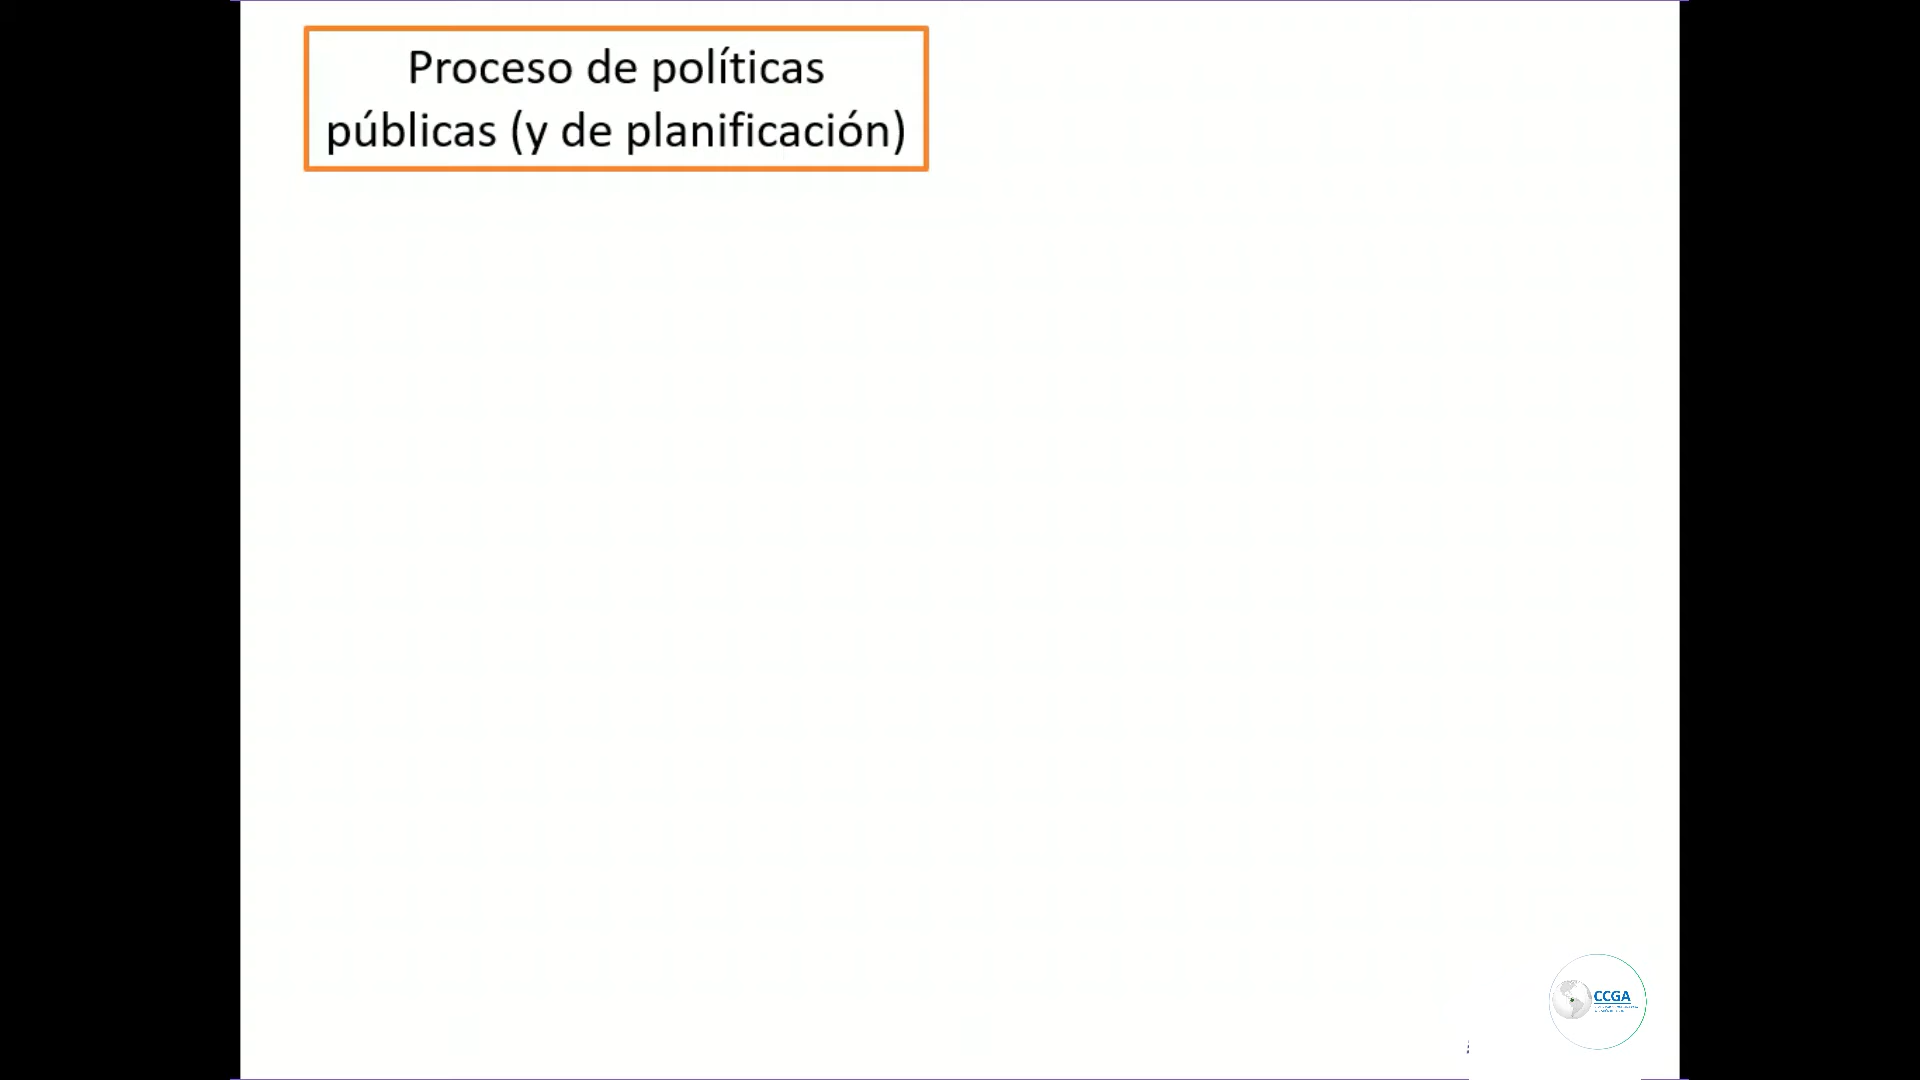 Proceso de políticas
públicas (y de planificación)
CCGA